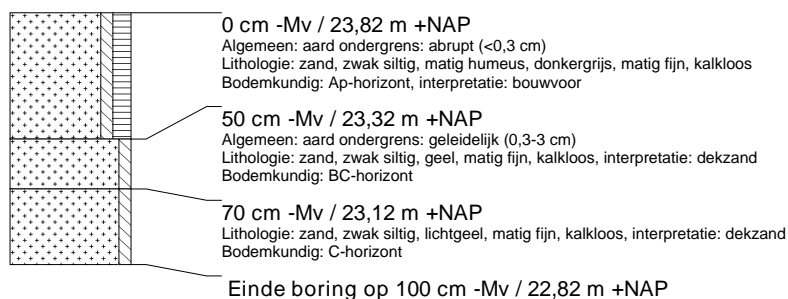 0 cm -Mv / 23,82 m +NAP
Algemeen: aard ondergrens: abrupt (<0,3 cm)
Lithologie: zand, zwak siltig, matig humeus, donkergrijs, matig fijn, kalkloos
Bodemkundig: Ap-horizont, interpretatie: bouwvoor
50 cm -Mv / 23,32 m +NAP
Algemeen: aard ondergrens: geleidelijk (0,3-3 cm)
Lithologie: zand, zwak siltig, geel, matig fijn, kalkloos, interpretatie: dekzand
Bodemkundig: BC-horizont
70 cm -Mv / 23,12 m +NAP
Lithologie: zand, zwak siltig, lichtgeel, matig fijn, kalkloos, interpretatie: dekzand
Bodemkundig: C-horizont
Einde boring op 100 cm -Mv / 22,82 m +NAP